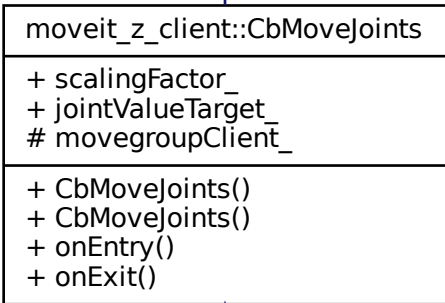 moveit_z_client::CbMoveJoints
+ scalingFactor_
+ jointValueTarget_
# movegroupClient_
+ CbMoveJoints()
+ CbMoveJoints()
+ onEntry()
+ onExit()